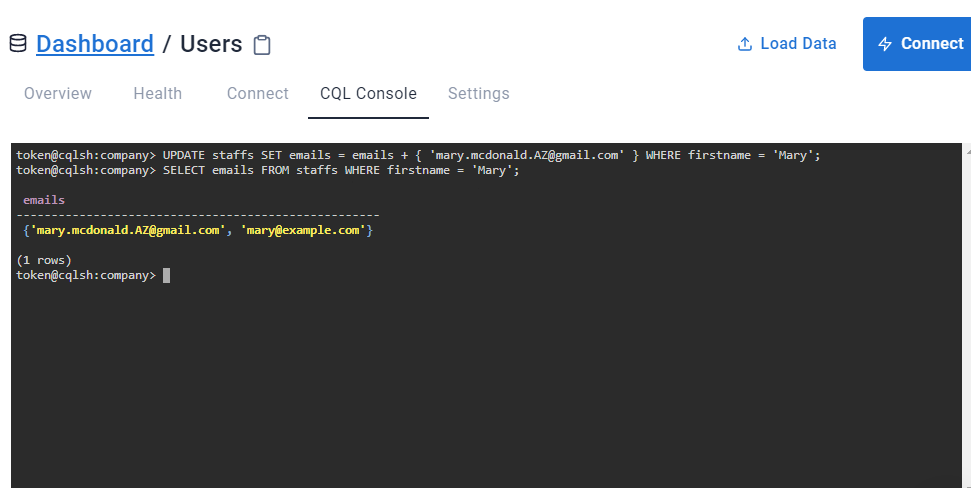 Dashboard / Users
Load Data
Connect
Overview Health Connect CQL Console Settings
token@cqlsh:company> UPDATE staffs SET emails = emails + { 'mary.mcdonald.AZ@gmail.com' } WHERE firstname = 'Mary';
token@cqlsh:company> SELECT emails FROM staffs WHERE firstname = 'Mary';
emails
----------------------------------------------------
{'mary.mcdonald.AZ@gmail.com', 'mary@example.com'}
(1 rows)
token@cqlsh:company>